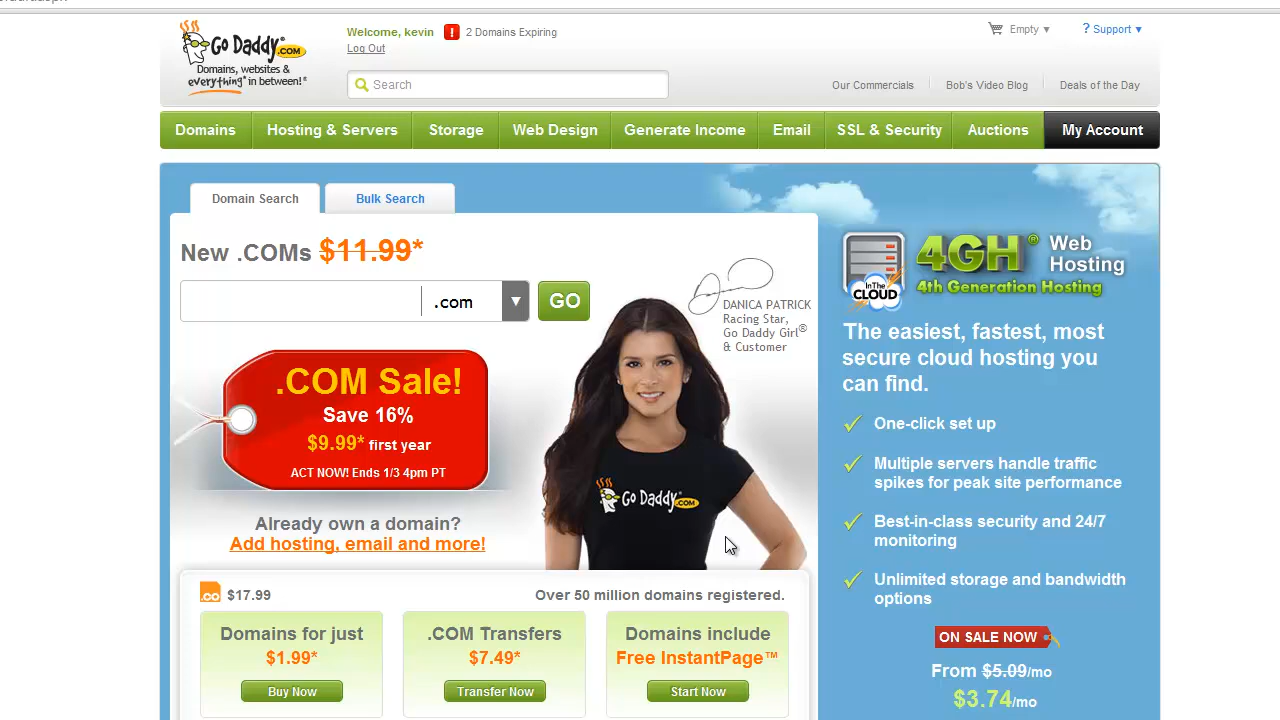 Go Daddy.COM
Domains, websites &
everything* in between!®
Welcome, kevin ! 2 Domains Expiring
Log Out
Search
Empty ▼
? Support ▼
Our Commercials
Bob's Video Blog
Deals of the Day
Domains
Hosting & Servers
Storage
Web Design
Generate Income
Email
SSL & Security
Auctions
My Account
Domain Search
Bulk Search
New .COMs $11.99*
.com ▼
GO
DANICA PATRICK
Racing Star,
Go Daddy Girl®
& Customer
.COM Sale!
Save 16%
$9.99* first year
ACT NOW! Ends 1/3 4pm PT
Go Daddy.COM
Already own a domain?
Add hosting, email and more!
.co $17.99
Over 50 million domains registered.
Domains for just
$1.99*
Buy Now
.COM Transfers
$7.49*
Transfer Now
Domains include
Free InstantPage™
Start Now
In The
CLOUD
4GH® Web
Hosting
4th Generation Hosting
The easiest, fastest, most
secure cloud hosting you
can find.
One-click set up
Multiple servers handle traffic
spikes for peak site performance
Best-in-class security and 24/7
monitoring
Unlimited storage and bandwidth
options
ON SALE NOW
From $5.09/mo
$3.74/mo